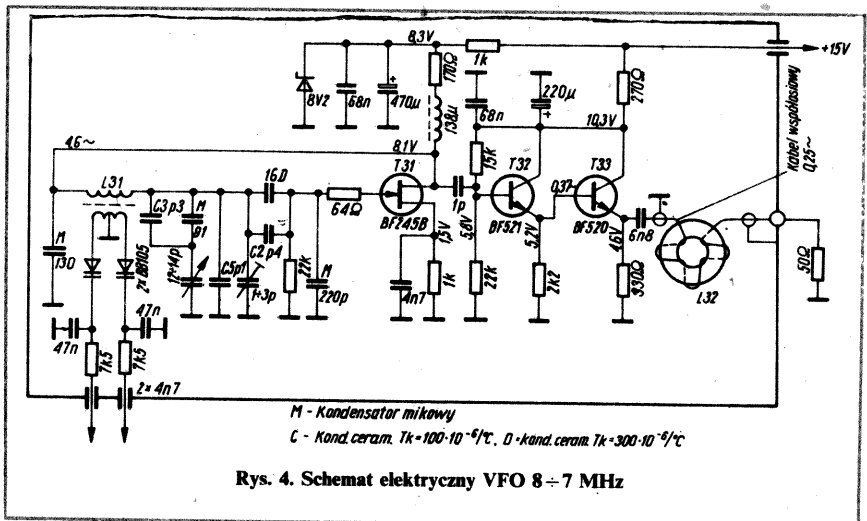 8,3V
+15V
1k
170Ω
270Ω
8V2
68n
470μ
138μ
68n
220μ
10,3V
Kabel współosiowy
0,25~
4,6~
8,1V
15k
L31
T31
T32
T33
0,37
16D
C3p3
M
91
64Ω
BF245B
1p
BF521
BF520
6n8
1,5V
5,8V
5,2V
4,6V
M
130
2×BB105
12÷14p
C5p1
C2p4
1÷3p
22k
M
220p
4n7
1k
22k
2k2
330Ω
L32
50Ω
47n
47n
7k5
7k5
2×4n7
M - Kondensator mikowy
C - Kond. ceram. Tk=100·10⁻⁶/°C, D=kond. ceram. Tk=300·10⁻⁶/°C
Rys. 4. Schemat elektryczny VFO 8÷7 MHz